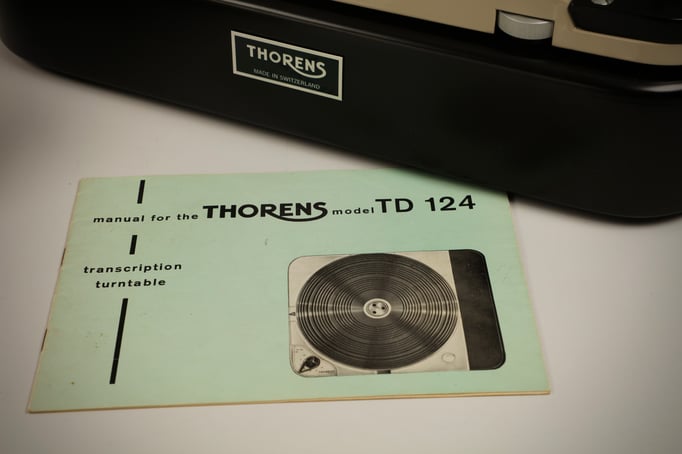 THORENS
MADE IN SWITZERLAND
manual for the THORENS model TD 124
transcription
turntable